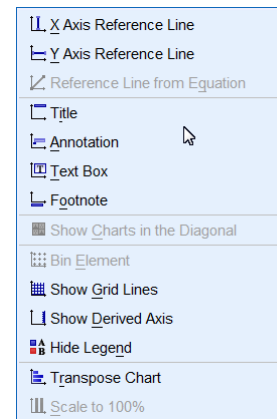 X Axis Reference Line
Y Axis Reference Line
Reference Line from Equation
Title
Annotation
Text Box
Footnote
Show Charts in the Diagonal
Bin Element
Show Grid Lines
Show Derived Axis
Hide Legend
Transpose Chart
Scale to 100%